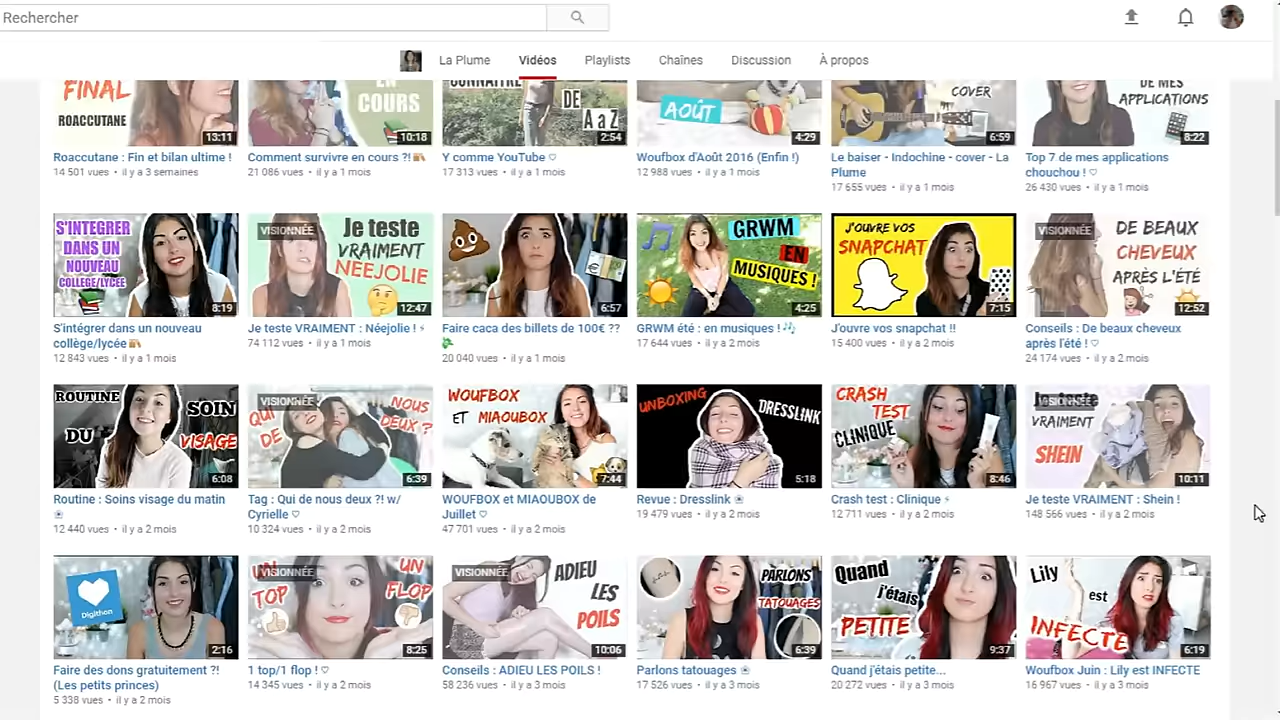 Rechercher
La Plume
Vidéos
Playlists
Chaînes
Discussion
À propos
FINAL
ROACCUTANE
13:11
EN
COURS
10:18
CONNAÎTRE
DE
A a Z
2:54
AOÛT
4:29
COVER
6:59
DE MES
APPLICATIONS
8:22
Roaccutane : Fin et bilan ultime !
14 501 vues • il y a 3 semaines
Comment survivre en cours ?!
21 086 vues • il y a 1 mois
Y comme YouTube ♡
17 313 vues • il y a 1 mois
Woufbox d'Août 2016 (Enfin !)
12 988 vues • il y a 1 mois
Le baiser - Indochine - cover - La
Plume
17 655 vues • il y a 1 mois
Top 7 de mes applications
chouchou ! ♡
26 430 vues • il y a 1 mois
S'INTEGRER
DANS UN
NOUVEAU
COLLEGE/LYCEE
8:19
VISIONNÉE
Je teste
VRAIMENT
NEEJOLIE
12:47
6:57
GRWM
EN
MUSIQUES !
4:25
J'OUVRE VOS
SNAPCHAT
7:15
VISIONNÉE
DE BEAUX
CHEVEUX
APRÈS L'ÉTÉ !
12:52
S'intégrer dans un nouveau
collège/lycée
12 843 vues • il y a 1 mois
Je teste VRAIMENT : Néejolie ! ⚡
74 112 vues • il y a 1 mois
Faire caca des billets de 100€ ??
20 040 vues • il y a 1 mois
GRWM été : en musiques ! 🎶
17 644 vues • il y a 2 mois
J'ouvre vos snapchat !!
15 400 vues • il y a 2 mois
Conseils : De beaux cheveux
après l'été ! ♡
24 174 vues • il y a 2 mois
ROUTINE
DU
SOIN
VISAGE
6:08
VISIONNÉE
QUI
DE
NOUS
DEUX ?
6:39
WOUFBOX
ET MIAOUBOX
7:44
UNBOXING
DRESSLINK
5:18
CRASH
TEST
CLINIQUE
8:46
VISIONNÉE
VRAIMENT
SHEIN
10:11
Routine : Soins visage du matin
12 440 vues • il y a 2 mois
Tag : Qui de nous deux ?! w/
Cyrielle ♡
10 324 vues • il y a 2 mois
WOUFBOX et MIAOUBOX de
Juillet ♡
47 701 vues • il y a 2 mois
Revue : Dresslink
19 479 vues • il y a 2 mois
Crash test : Clinique ⚡
12 711 vues • il y a 2 mois
Je teste VRAIMENT : Shein !
148 566 vues • il y a 2 mois
Digithon
2:16
VISIONNÉE
UN
TOP
UN
FLOP
8:25
VISIONNÉE
ADIEU
LES
POILS
10:06
PARLONS
TATOUAGES
6:39
Quand
j'étais
PETITE
9:37
Lily
est
INFECTE
6:19
Faire des dons gratuitement ?!
(Les petits princes)
5 338 vues • il y a 2 mois
1 top/1 flop ! ♡
14 345 vues • il y a 2 mois
Conseils : ADIEU LES POILS !
58 236 vues • il y a 3 mois
Parlons tatouages
17 526 vues • il y a 3 mois
Quand j'étais petite...
20 272 vues • il y a 3 mois
Woufbox Juin : Lily est INFECTE
16 967 vues • il y a 3 mois